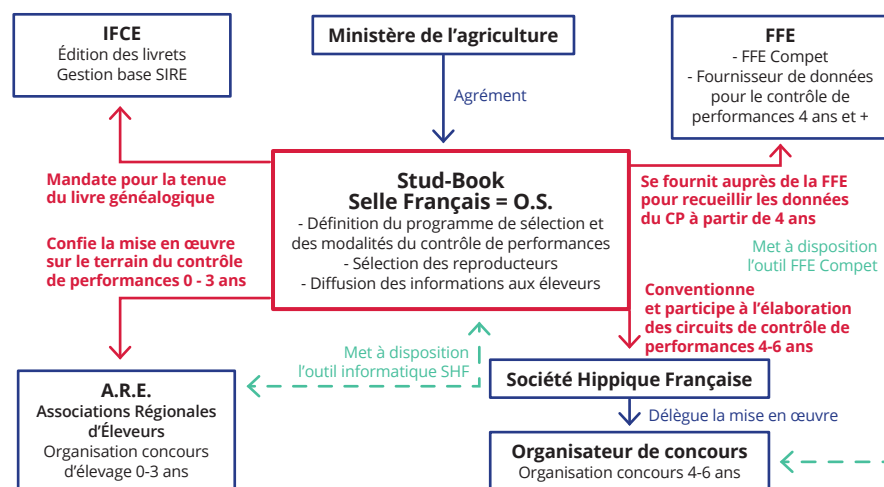 IFCE
Édition des livrets
Gestion base SIRE
Ministère de l'agriculture
FFE
- FFE Compet
- Fournisseur de données
pour le contrôle de
performances 4 ans et +
Agrément
Mandate pour la tenue
du livre généalogique
Stud-Book
Selle Français = O.S.
- Définition du programme de sélection et
des modalités du contrôle de performances
- Sélection des reproducteurs
- Diffusion des informations aux éleveurs
Se fournit auprès de la FFE
pour recueillir les données
du CP à partir de 4 ans
Confie la mise en œuvre
sur le terrain du contrôle
de performances 0 - 3 ans
Met à disposition
l'outil FFE Compet
Conventionne
et participe à l'élaboration
des circuits de contrôle de
performances 4-6 ans
Met à disposition
l'outil informatique SHF
A.R.E.
Associations Régionales
d'Éleveurs
Organisation concours
d'élevage 0-3 ans
Société Hippique Française
Délègue la mise en œuvre
Organisateur de concours
Organisation concours 4-6 ans